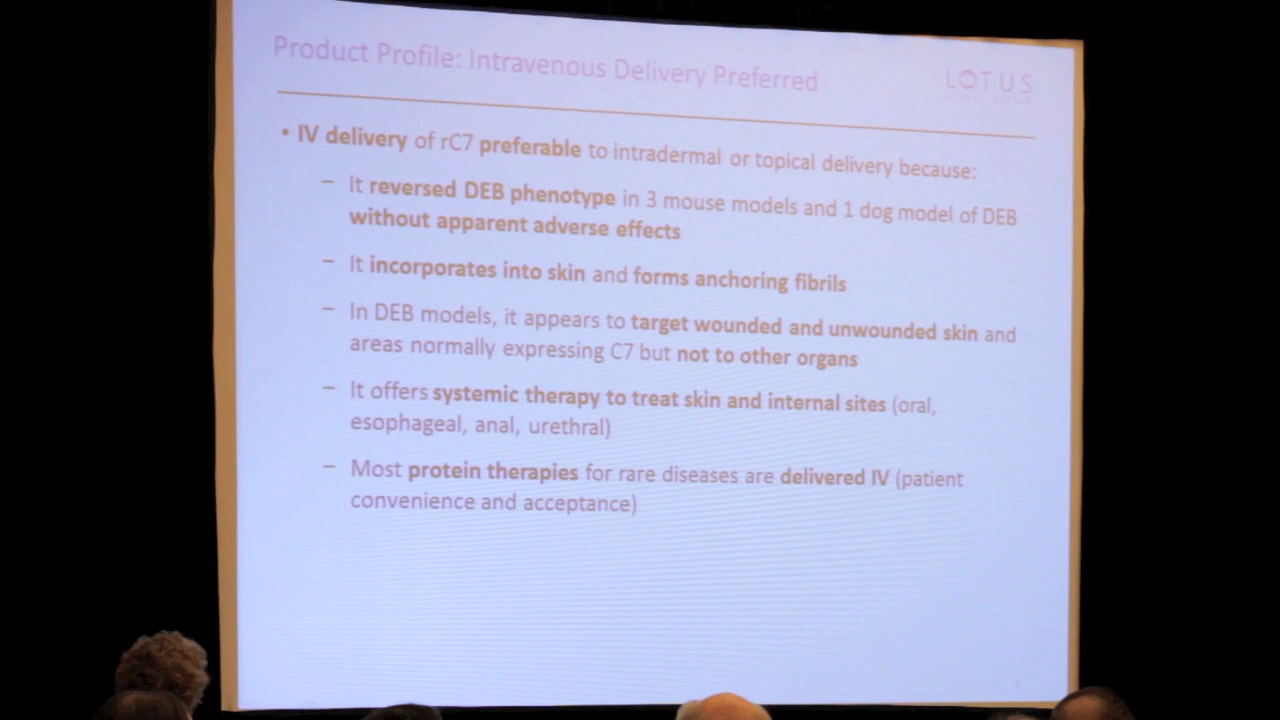 Product Profile: Intravenous Delivery Preferred
LOTUS
• IV delivery of rC7 preferable to intradermal or topical delivery because:
– It reversed DEB phenotype in 3 mouse models and 1 dog model of DEB
without apparent adverse effects
– It incorporates into skin and forms anchoring fibrils
– In DEB models, it appears to target wounded and unwounded skin and
areas normally expressing C7 but not to other organs
– It offers systemic therapy to treat skin and internal sites (oral,
esophageal, anal, urethral)
– Most protein therapies for rare diseases are delivered IV (patient
convenience and acceptance)